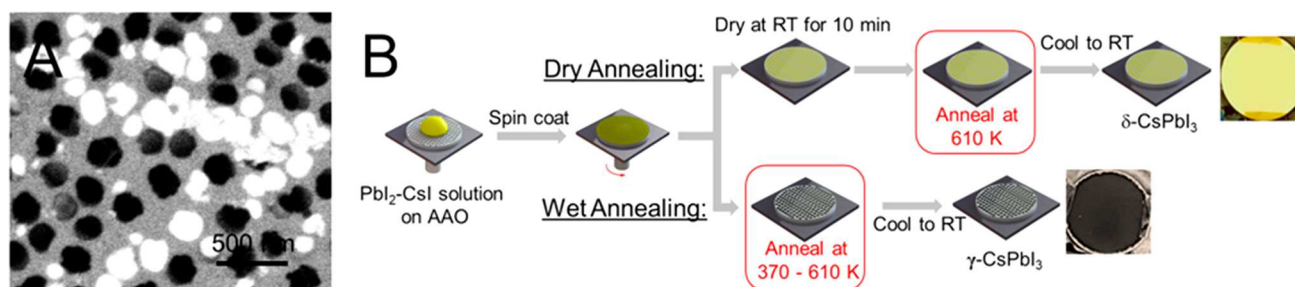 A
500 nm
B
Dry at RT for 10 min
Dry Annealing:
Cool to RT
Anneal at
610 K
δ-CsPbI₃
Spin coat
PbI₂-CsI solution
on AAO
Wet Annealing:
Anneal at
370 - 610 K
Cool to RT
γ-CsPbI₃